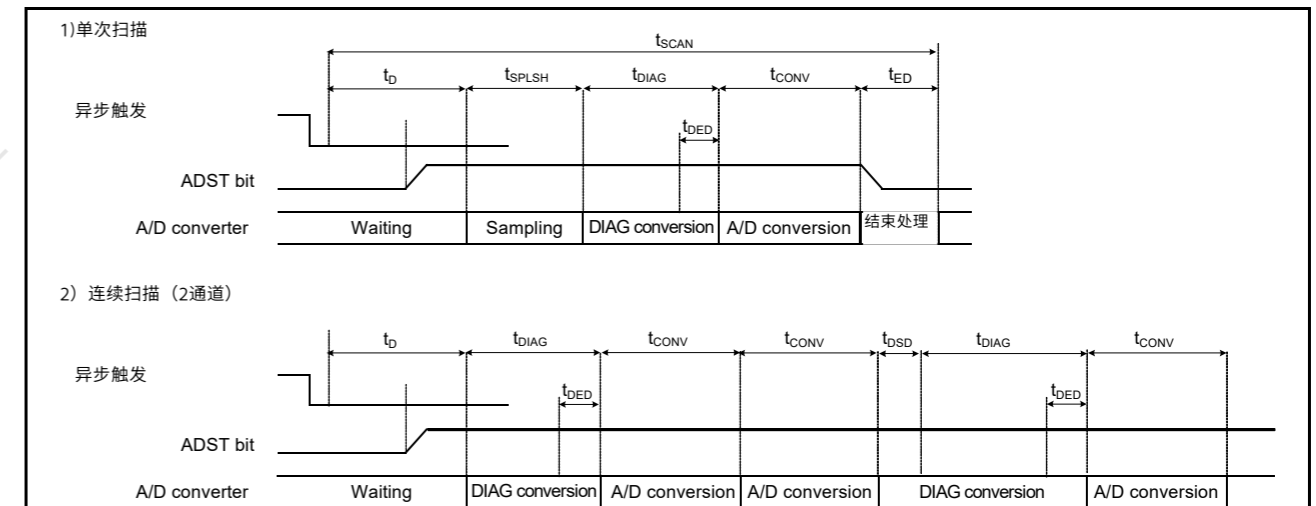 1)单次扫描
tSCAN
tD tSPLSH tDIAG tCONV tED
异步触发
tDED
ADST bit
A/D converter Waiting Sampling DIAG conversion A/D conversion 结束处理
2）连续扫描（2通道）
tD tDIAG tCONV tCONV tDSD tDIAG tCONV
异步触发
tDED tDED
ADST bit
A/D converter Waiting DIAG conversion A/D conversion A/D conversion DIAG conversion A/D conversion